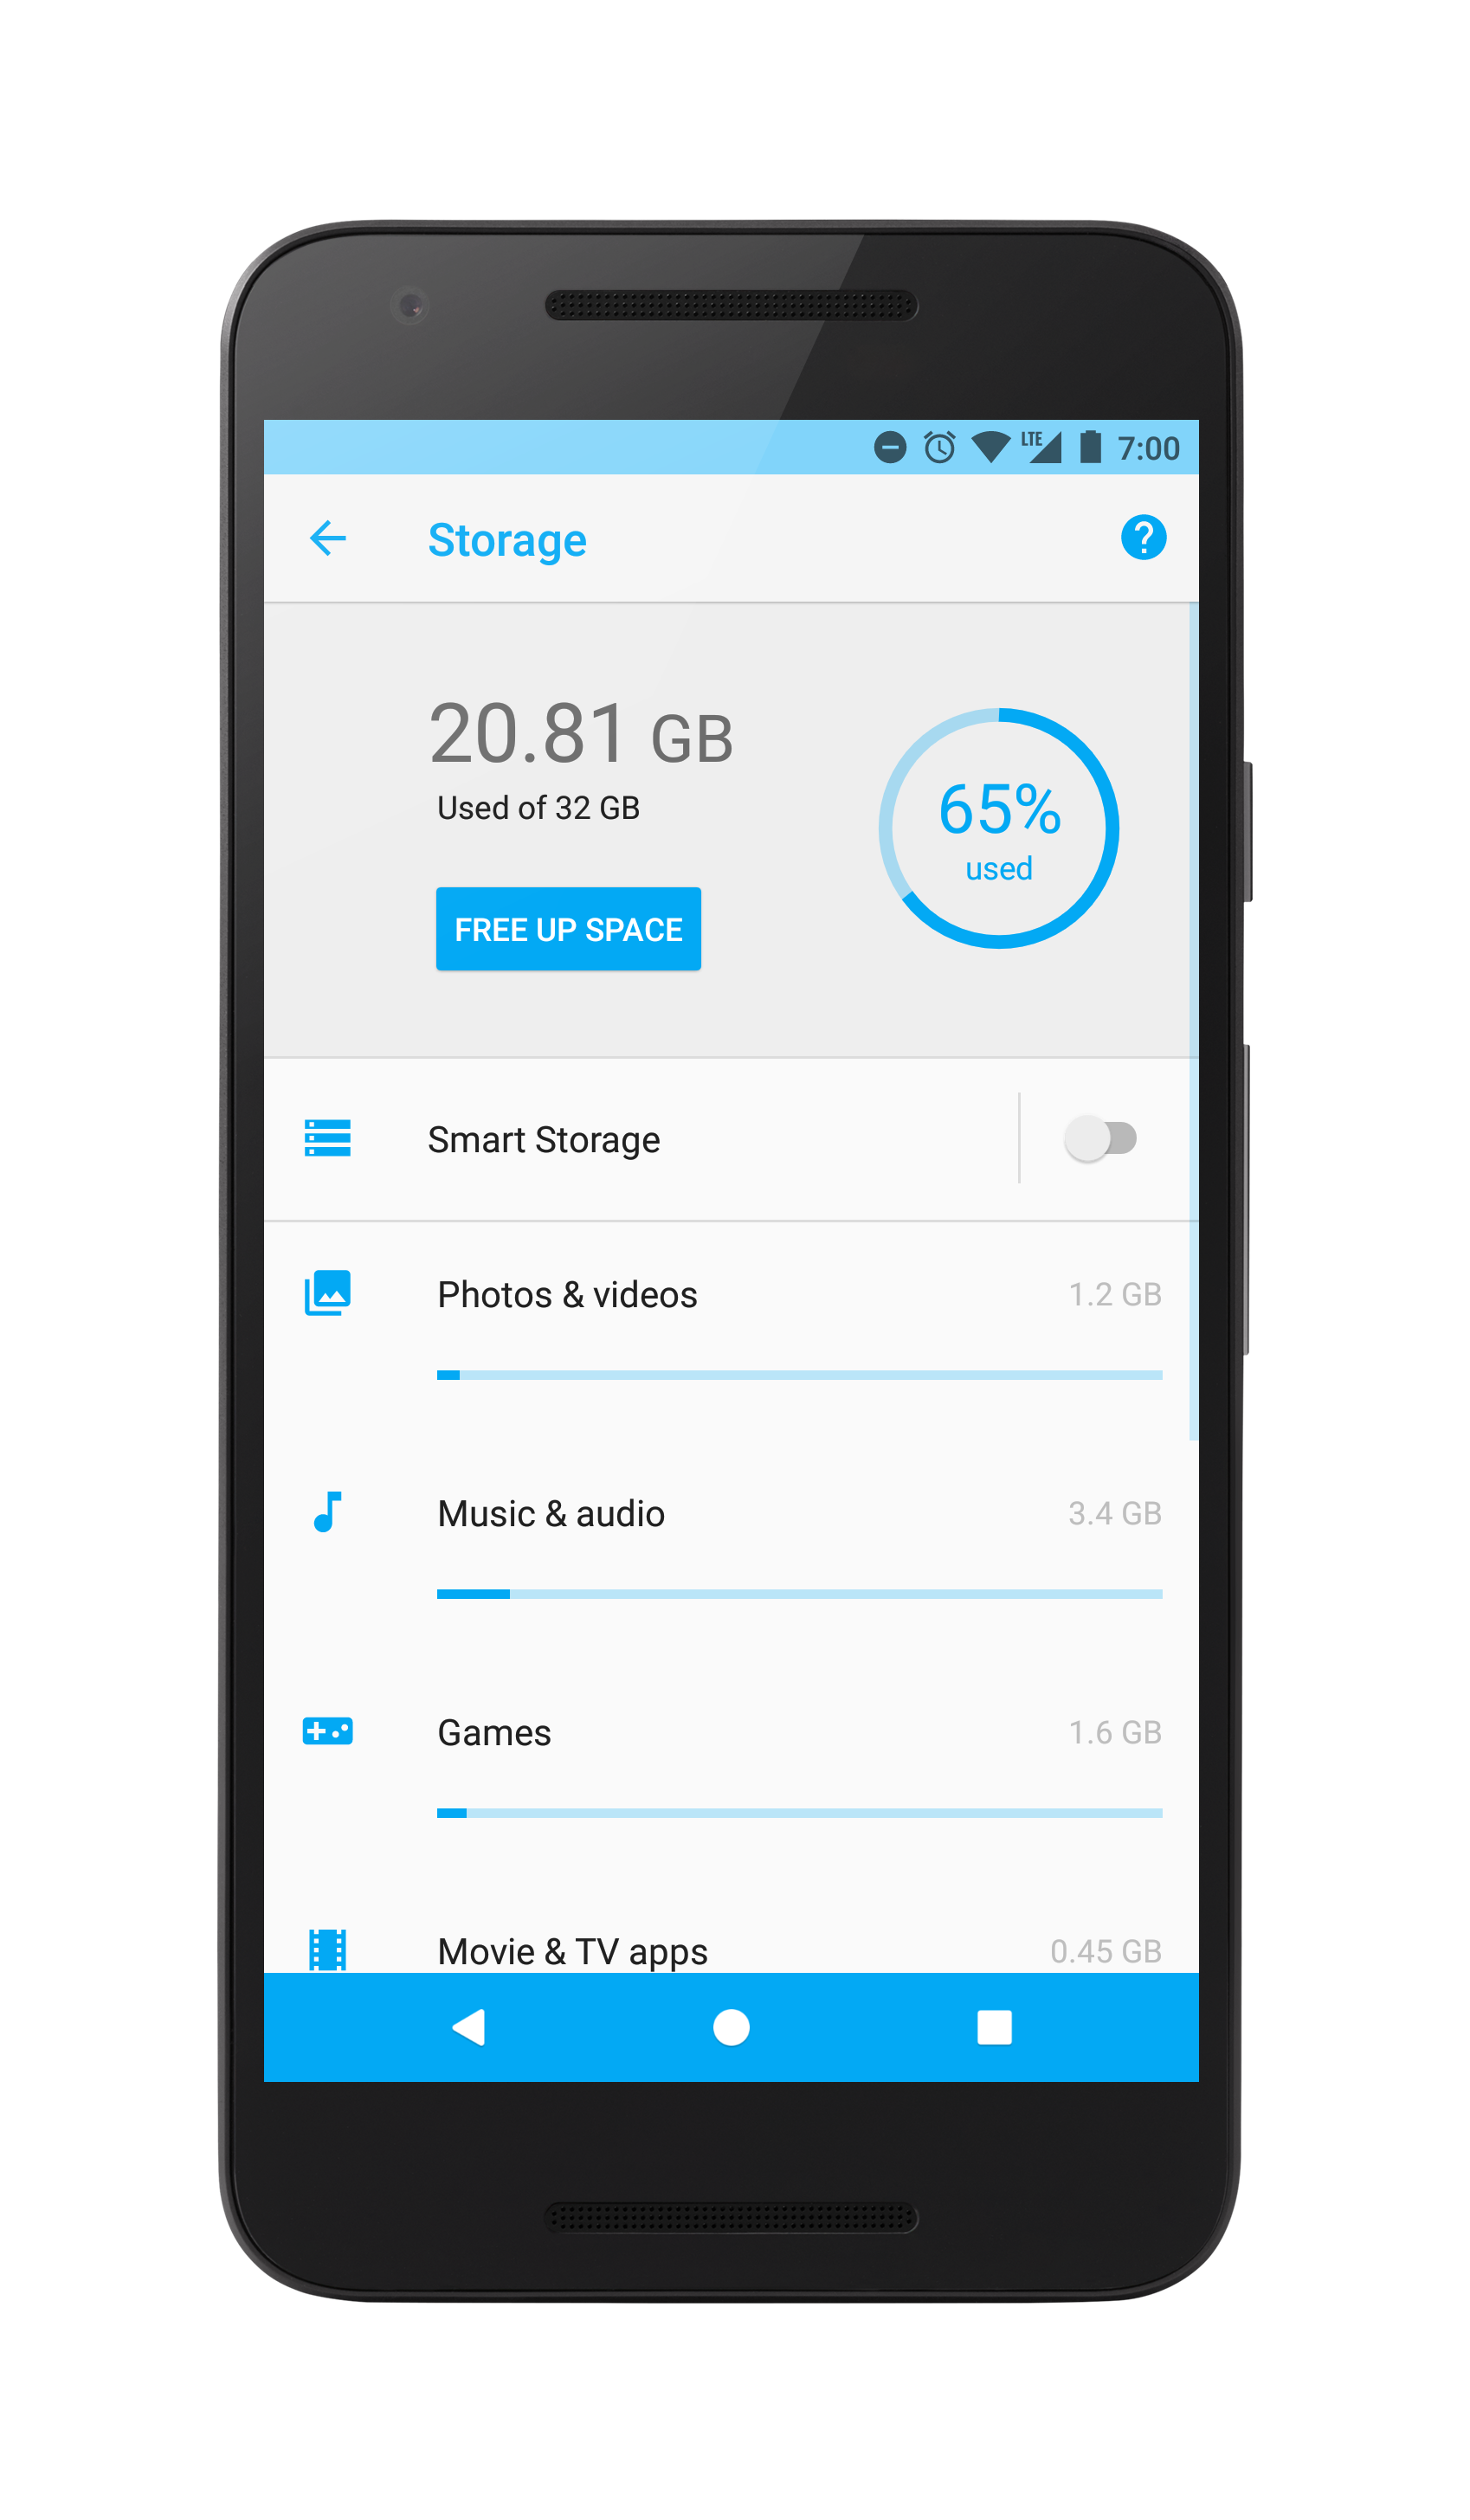 LTE 7:00
Storage
20.81 GB
Used of 32 GB
65%
used
FREE UP SPACE
Smart Storage
Photos & videos 1.2 GB
Music & audio 3.4 GB
Games 1.6 GB
Movie & TV apps 0.45 GB